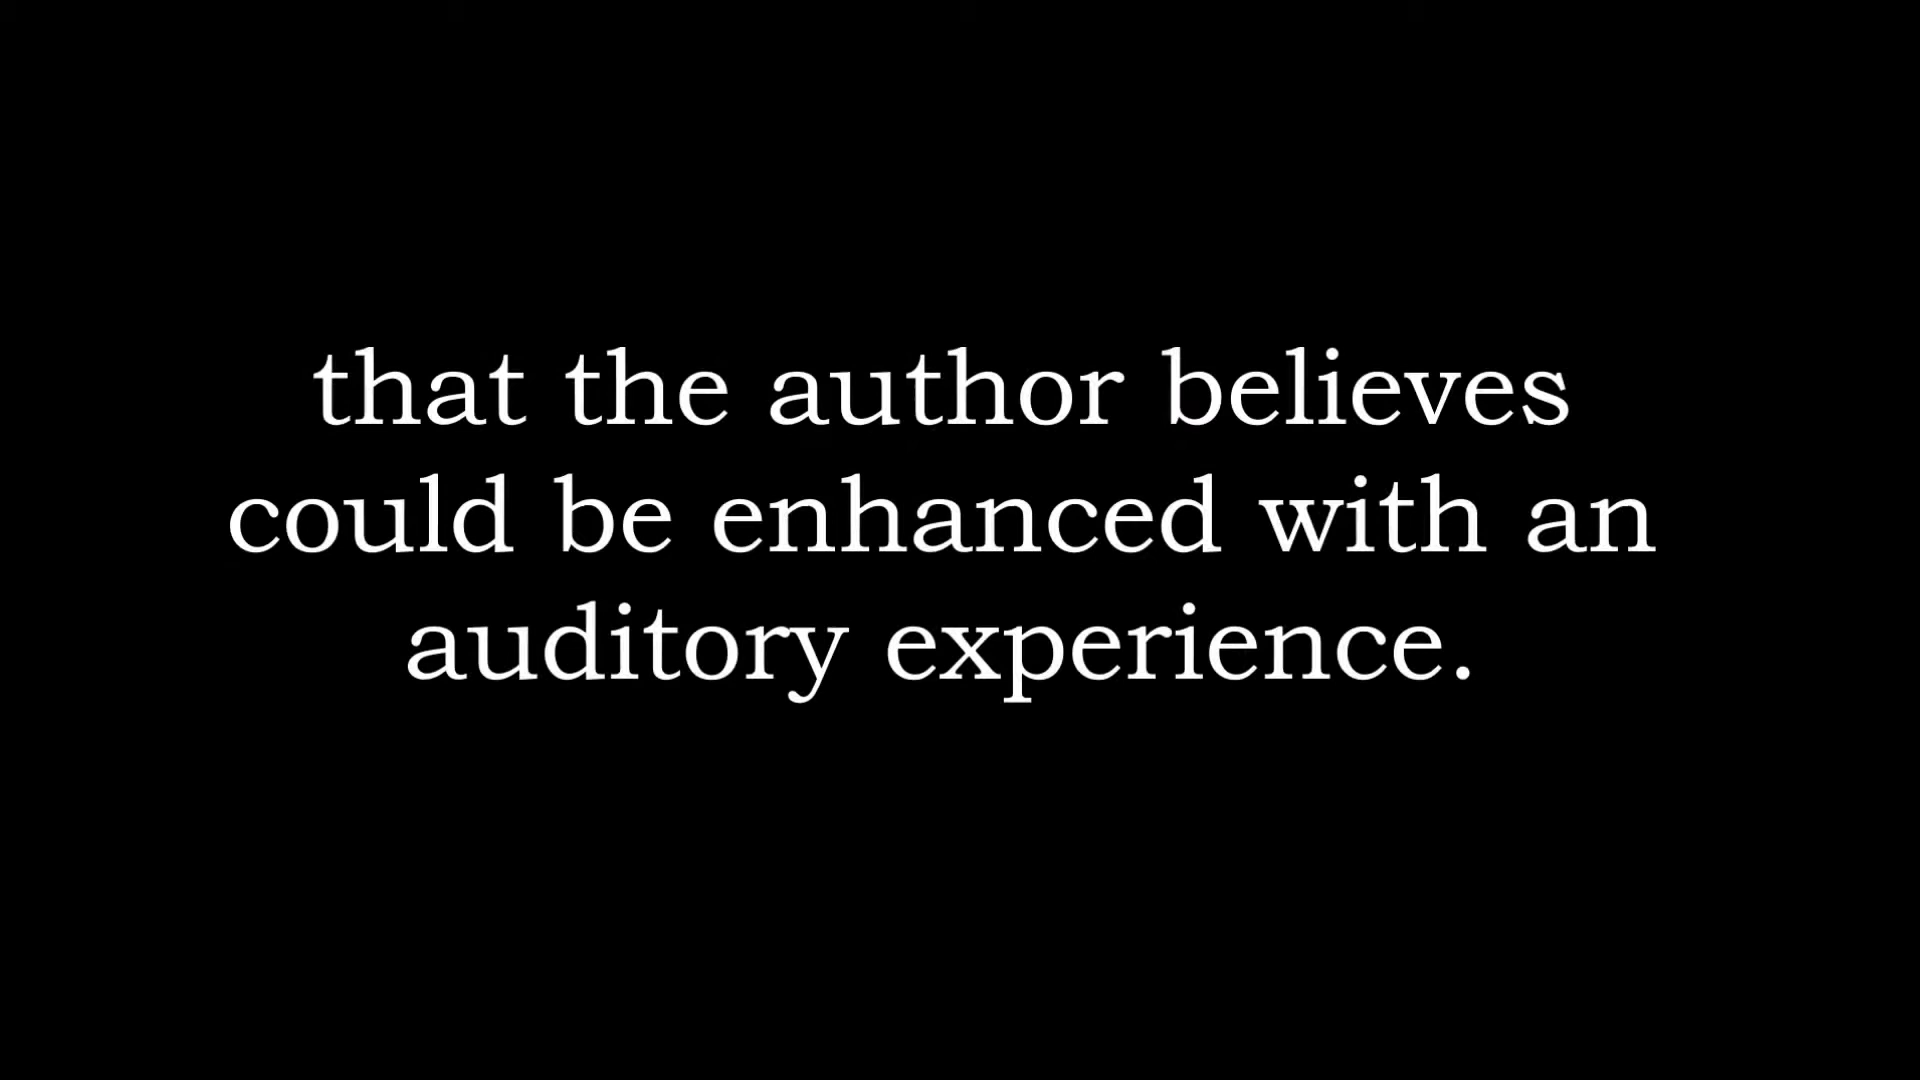 that the author believes
could be enhanced with an
auditory experience.